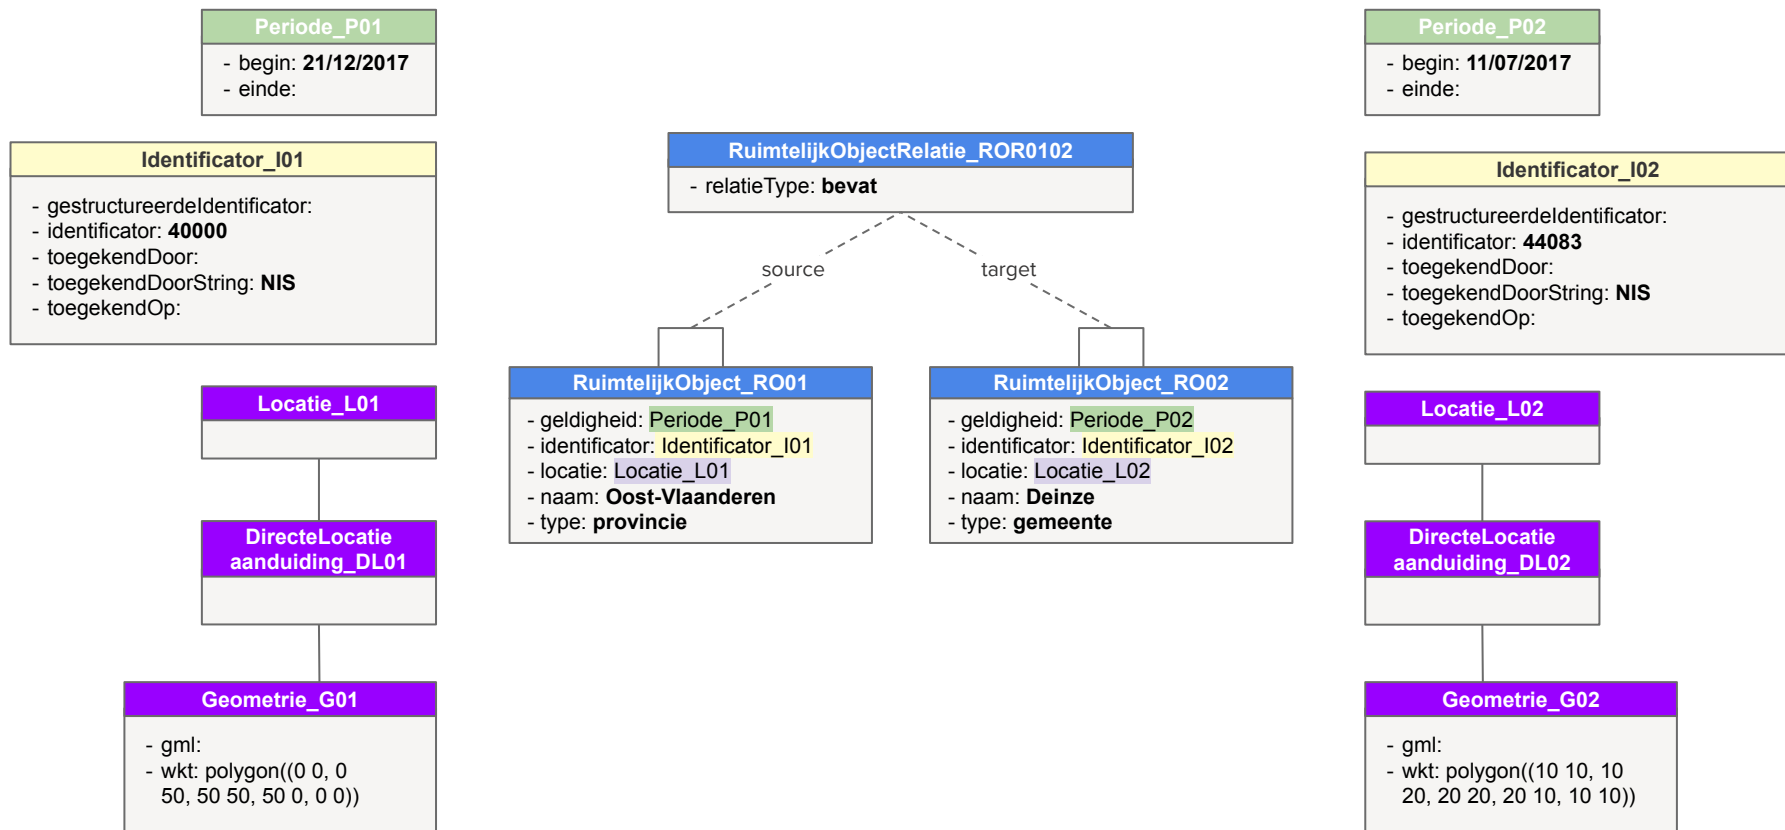 Periode_P01
- begin: 21/12/2017
- einde:
Identificator_I01
- gestructureerdeIdentificator:
- identificator: 40000
- toegekendDoor:
- toegekendDoorString: NIS
- toegekendOp:
Locatie_L01
DirecteLocatie
aanduiding_DL01
Geometrie_G01
- gml:
- wkt: polygon((0 0, 0
50, 50 50, 50 0, 0 0))
RuimtelijkObjectRelatie_ROR0102
- relatieType: bevat
source
target
RuimtelijkObject_RO01
- geldigheid: Periode_P01
- identificator: Identificator_I01
- locatie: Locatie_L01
- naam: Oost-Vlaanderen
- type: provincie
RuimtelijkObject_RO02
- geldigheid: Periode_P02
- identificator: Identificator_I02
- locatie: Locatie_L02
- naam: Deinze
- type: gemeente
Periode_P02
- begin: 11/07/2017
- einde:
Identificator_I02
- gestructureerdeIdentificator:
- identificator: 44083
- toegekendDoor:
- toegekendDoorString: NIS
- toegekendOp:
Locatie_L02
DirecteLocatie
aanduiding_DL02
Geometrie_G02
- gml:
- wkt: polygon((10 10, 10
20, 20 20, 20 10, 10 10))